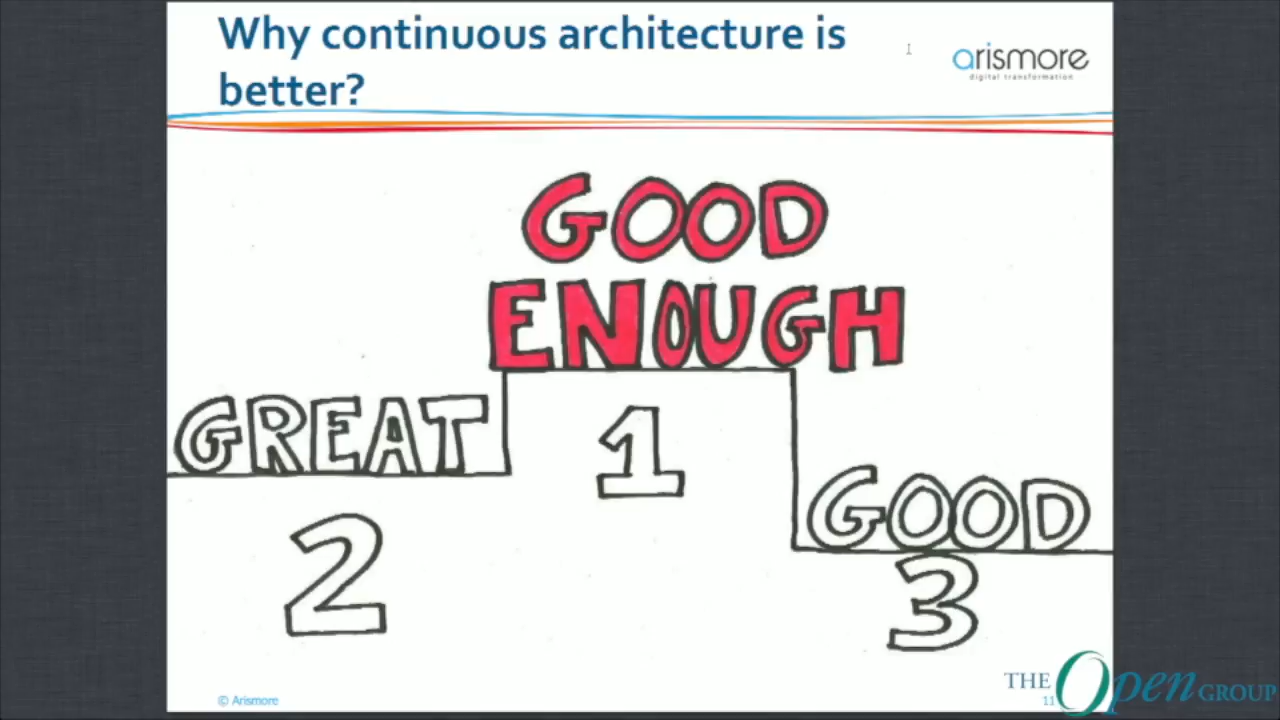 Why continuous architecture is
better?
arismore
digital transformation
GOOD
ENOUGH
GREAT
1
GOOD
2
3
© Arismore
THE Open GROUP
11